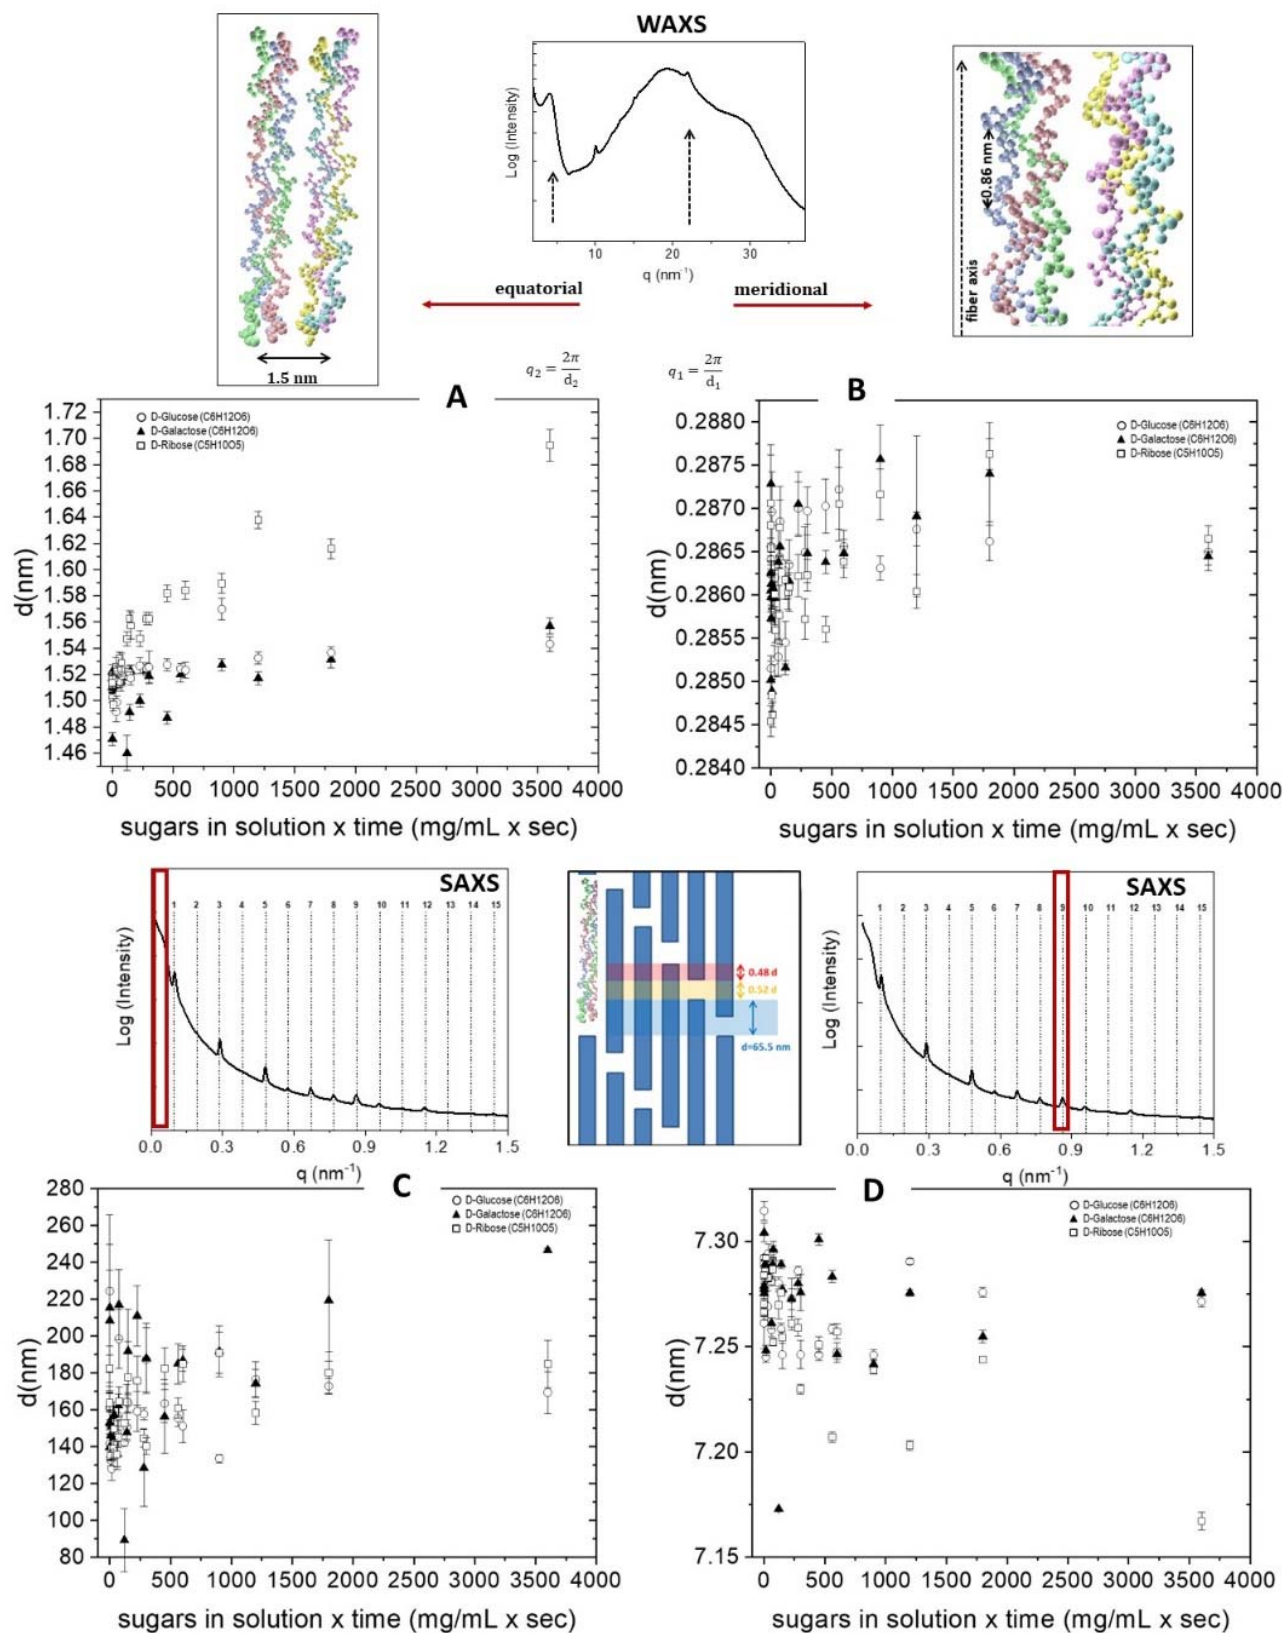 WAXS
Log (Intensity)
10
20
30
q (nm⁻¹)
1.5 nm
0.86 nm
fiber axis
equatorial
meridional
q₂ = 2π/d₂
q₁ = 2π/d₁
A
D-Glucose (C6H12O6)
D-Galactose (C6H12O6)
D-Ribose (C5H10O5)
1.72
1.70
1.68
1.66
1.64
1.62
1.60
1.58
1.56
1.54
1.52
1.50
1.48
1.46
d(nm)
0 500 1000 1500 2000 2500 3000 3500 4000
sugars in solution x time (mg/mL x sec)
B
D-Glucose (C6H12O6)
D-Galactose (C6H12O6)
D-Ribose (C5H10O5)
0.2880
0.2875
0.2870
0.2865
0.2860
0.2855
0.2850
0.2845
0.2840
d(nm)
0 500 1000 1500 2000 2500 3000 3500 4000
sugars in solution x time (mg/mL x sec)
SAXS
1 2 3 4 5 6 7 8 9 10 11 12 13 14 15
Log (Intensity)
0.0 0.3 0.6 0.9 1.2 1.5
q (nm⁻¹)
0.48 d
0.52 d
d=65.5 nm
SAXS
1 2 3 4 5 6 7 8 9 10 11 12 13 14 15
Log (Intensity)
0.0 0.3 0.6 0.9 1.2 1.5
q (nm⁻¹)
C
D-Glucose (C6H12O6)
D-Galactose (C6H12O6)
D-Ribose (C5H10O5)
280
260
240
220
200
180
160
140
120
100
80
d(nm)
0 500 1000 1500 2000 2500 3000 3500 4000
sugars in solution x time (mg/mL x sec)
D
D-Glucose (C6H12O6)
D-Galactose (C6H12O6)
D-Ribose (C5H10O5)
7.30
7.25
7.20
7.15
d(nm)
0 500 1000 1500 2000 2500 3000 3500 4000
sugars in solution x time (mg/mL x sec)